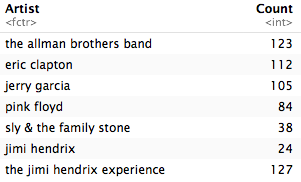 Artist Count
<fctr> <int>
the allman brothers band 123
eric clapton 112
jerry garcia 105
pink floyd 84
sly & the family stone 38
jimi hendrix 24
the jimi hendrix experience 127